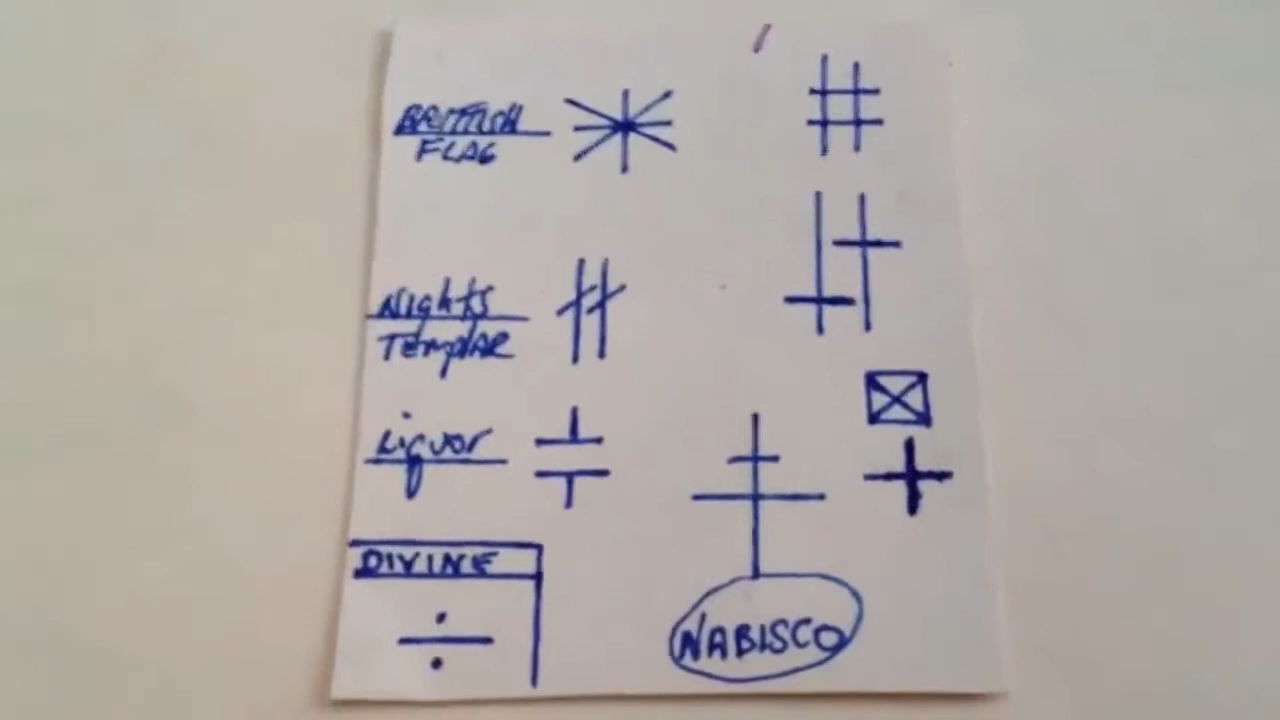 BRITISH
FLAG
Nights
TEMPLAR
Liquor
DIVINE
÷
NABISCO